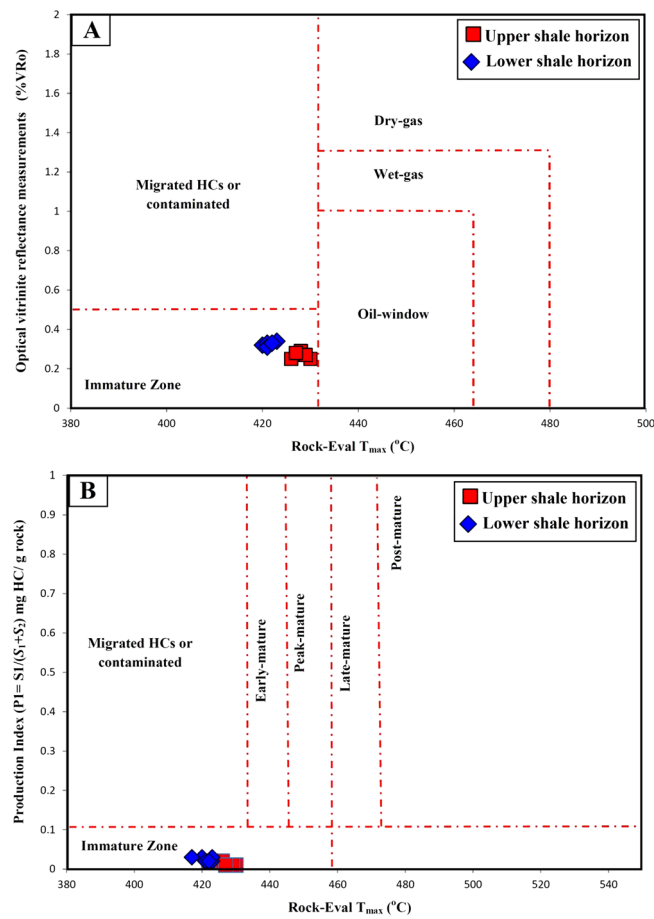 A
Upper shale horizon
Lower shale horizon
Optical vitrinite reflectance measurements (%VRo)
2
1.8
1.6
1.4
1.2
1
0.8
0.6
0.4
0.2
0
Dry-gas
Wet-gas
Migrated HCs or
contaminated
Oil-window
Immature Zone
380 400 420 440 460 480 500
Rock-Eval Tmax (oC)
B
Upper shale horizon
Lower shale horizon
Production Index (P1= S1/(S1+S2) mg HC/ g rock)
1
0.9
0.8
0.7
0.6
0.5
0.4
0.3
0.2
0.1
0
Migrated HCs or
contaminated
Early-mature
Peak-mature
Late-mature
Post-mature
Immature Zone
380 400 420 440 460 480 500 520 540
Rock-Eval Tmax (oC)